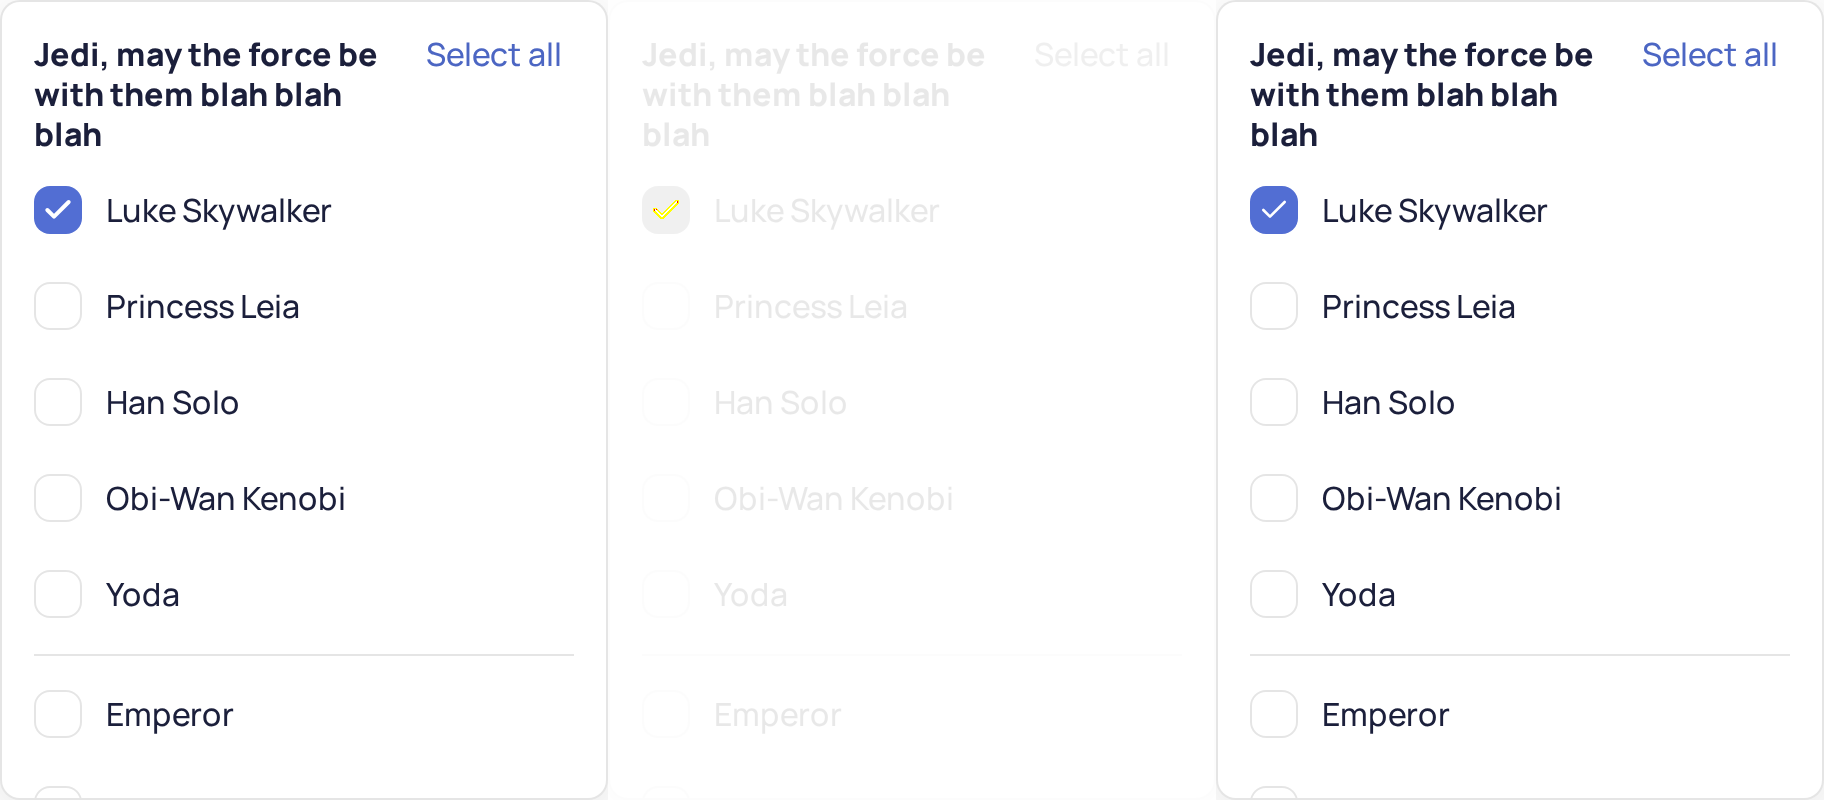 Jedi, may the force be
with them blah blah
blah
Select all
Luke Skywalker
Princess Leia
Han Solo
Obi-Wan Kenobi
Yoda
Emperor
Jedi, may the force be
with them blah blah
blah
Select all
Luke Skywalker
Princess Leia
Han Solo
Obi-Wan Kenobi
Yoda
Emperor
Jedi, may the force be
with them blah blah
blah
Select all
Luke Skywalker
Princess Leia
Han Solo
Obi-Wan Kenobi
Yoda
Emperor